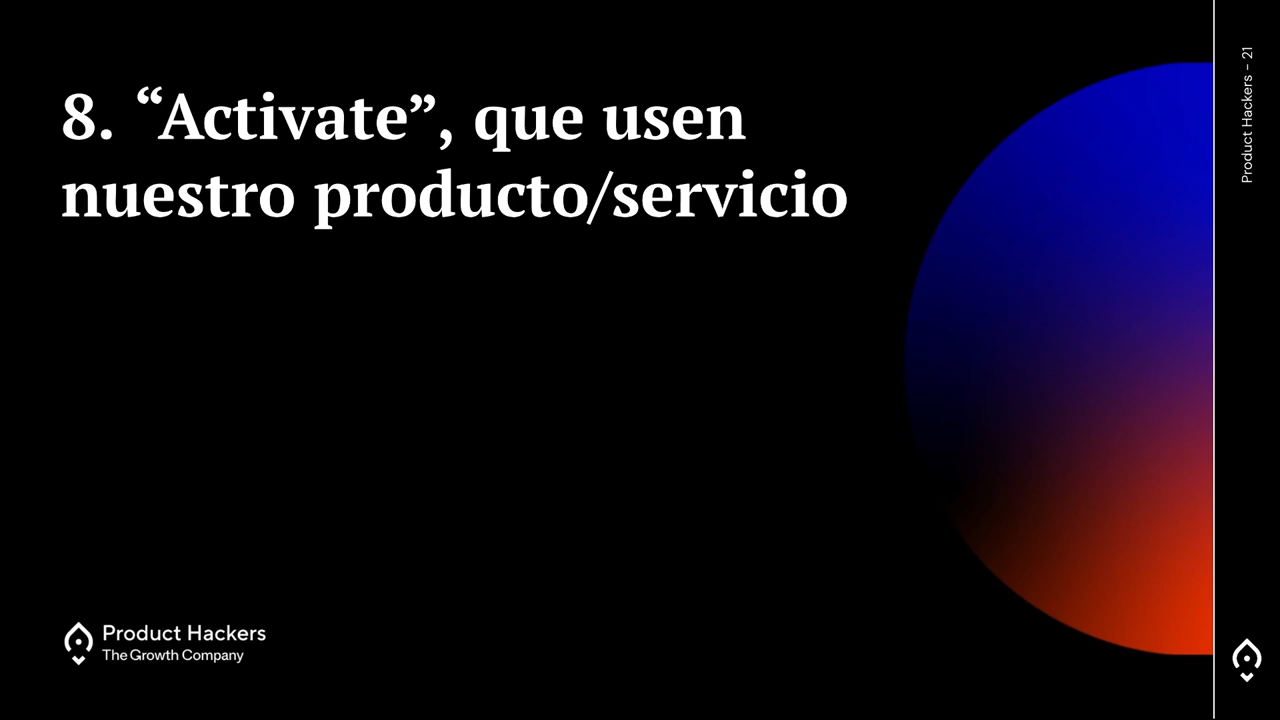 8. “Activate”, que usen
nuestro producto/servicio
Product Hackers
The Growth Company
Product Hackers – 21